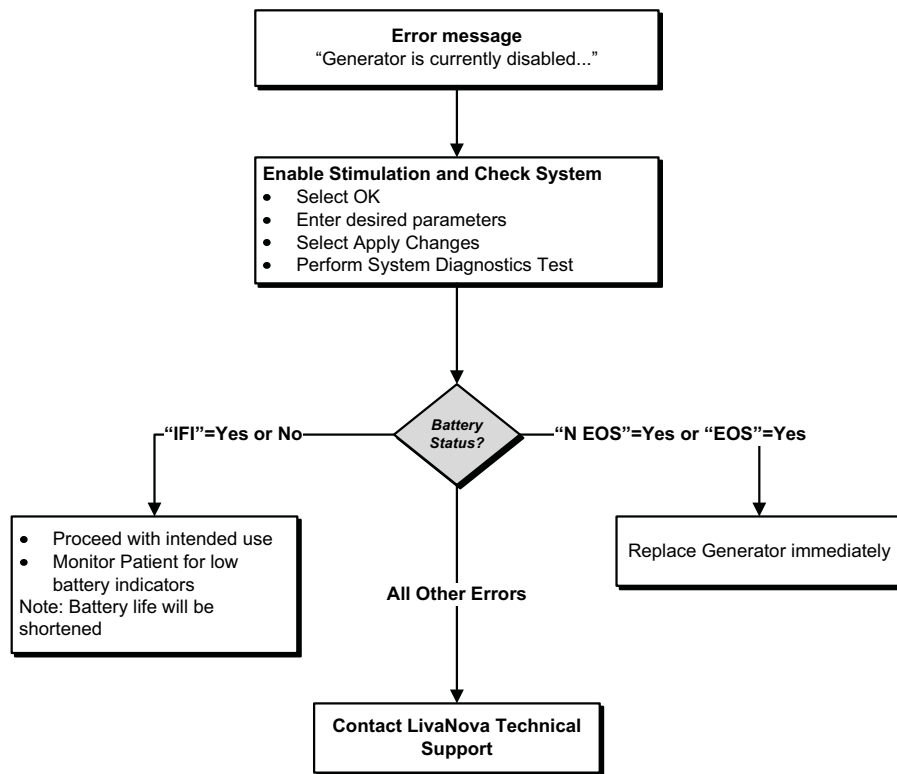 Error message
“Generator is currently disabled...”
Enable Stimulation and Check System
• Select OK
• Enter desired parameters
• Select Apply Changes
• Perform System Diagnostics Test
Battery
Status?
“IFI”=Yes or No
“N EOS”=Yes or “EOS”=Yes
• Proceed with intended use
• Monitor Patient for low
battery indicators
Note: Battery life will be
shortened
Replace Generator immediately
All Other Errors
Contact LivaNova Technical
Support